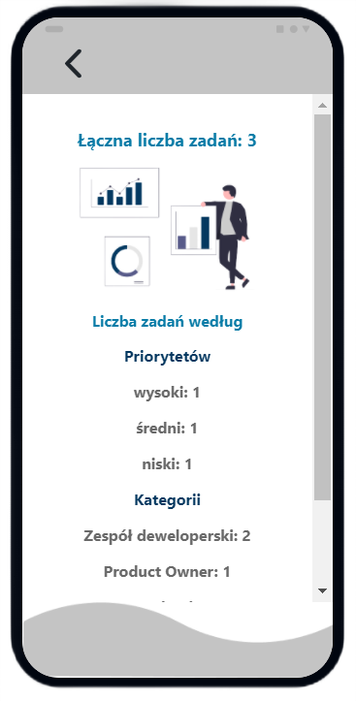 Łączna liczba zadań: 3
Liczba zadań według
Priorytetów
wysoki: 1
średni: 1
niski: 1
Kategorii
Zespół deweloperski: 2
Product Owner: 1